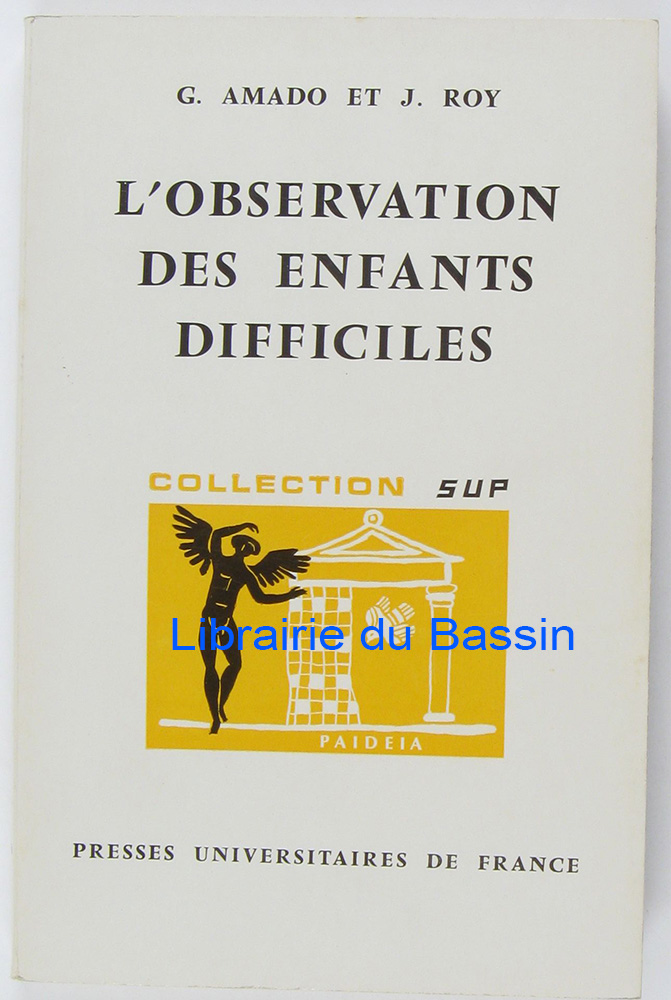 G. AMADO ET J. ROY
L'OBSERVATION
DES ENFANTS
DIFFICILES
COLLECTION SUP
Librairie du Bassin
PAIDEIA
PRESSES UNIVERSITAIRES DE FRANCE